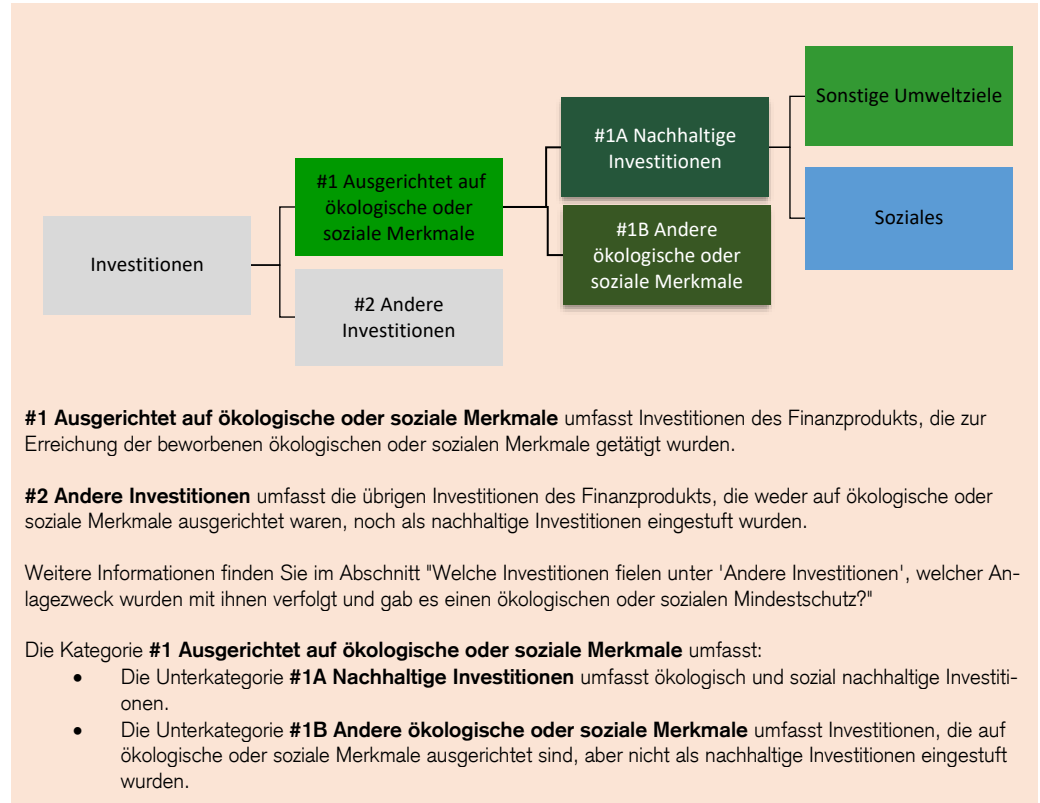 Sonstige Umweltziele
#1A Nachhaltige
Investitionen
#1 Ausgerichtet auf
ökologische oder
soziale Merkmale
Soziales
#1B Andere
ökologische oder
soziale Merkmale
Investitionen
#2 Andere
Investitionen
#1 Ausgerichtet auf ökologische oder soziale Merkmale umfasst Investitionen des Finanzprodukts, die zur
Erreichung der beworbenen ökologischen oder sozialen Merkmale getätigt wurden.
#2 Andere Investitionen umfasst die übrigen Investitionen des Finanzprodukts, die weder auf ökologische oder
soziale Merkmale ausgerichtet waren, noch als nachhaltige Investitionen eingestuft wurden.
Weitere Informationen finden Sie im Abschnitt "Welche Investitionen fielen unter 'Andere Investitionen', welcher An-
lagezweck wurden mit ihnen verfolgt und gab es einen ökologischen oder sozialen Mindestschutz?"
Die Kategorie #1 Ausgerichtet auf ökologische oder soziale Merkmale umfasst:
• Die Unterkategorie #1A Nachhaltige Investitionen umfasst ökologisch und sozial nachhaltige Investiti-
onen.
• Die Unterkategorie #1B Andere ökologische oder soziale Merkmale umfasst Investitionen, die auf
ökologische oder soziale Merkmale ausgerichtet sind, aber nicht als nachhaltige Investitionen eingestuft
wurden.